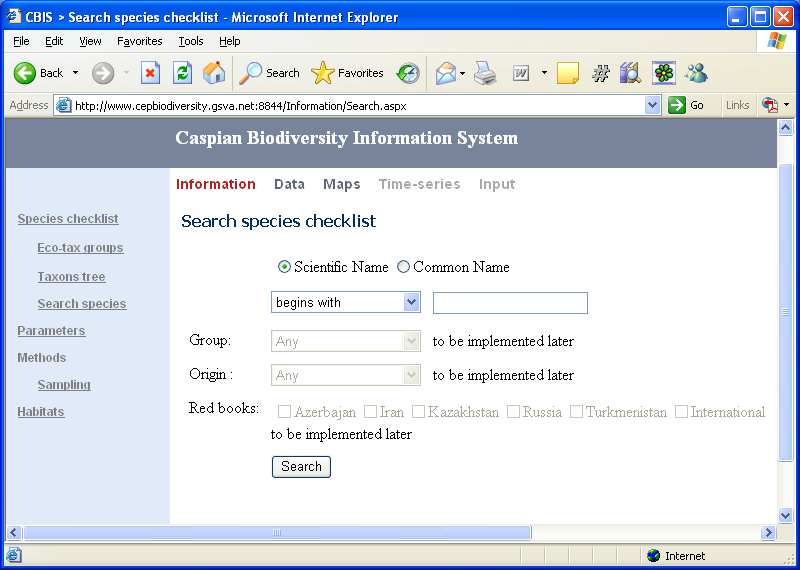 CBIS > Search species checklist - Microsoft Internet Explorer
File Edit View Favorites Tools Help
Back Search Favorites
Address http://www.cepbiodiversity.gsva.net:8844/Information/Search.aspx Go Links
Caspian Biodiversity Information System
Information Data Maps Time-series Input
Species checklist
Eco-tax groups
Taxons tree
Search species
Parameters
Methods
Sampling
Habitats
Search species checklist
Scientific Name Common Name
begins with
Group: Any to be implemented later
Origin : Any to be implemented later
Red books: Azerbajan Iran Kazakhstan Russia Turkmenistan International
to be implemented later
Search
Internet